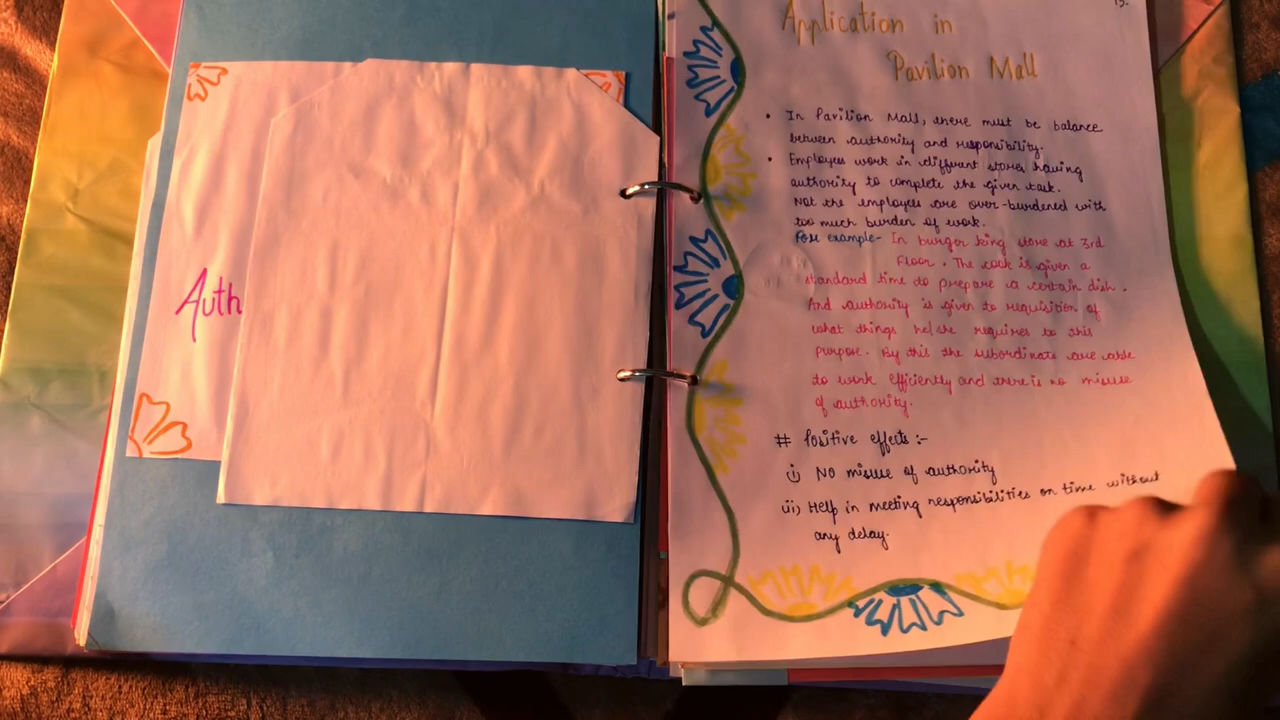 Auth
15.
Application in
Pavilion Mall
• In Pavilion Mall, there must be balance
between authority and responsibility.
• Employees work in different stores having
authority to complete the given task.
Not the employees are over-burdened with
too much burden of work.
For example- In burger king store at 3rd
Floor. The cook is given a
standard time to prepare a certain dish.
And authority is given to requisition of
what things he/she requires to this
purpose. By this the subordinate are able
to work efficiently and there is no misuse
of authority.
# Positive effects :-
i) No misuse of authority
ii) Help in meeting responsibilities on time without
any delay.